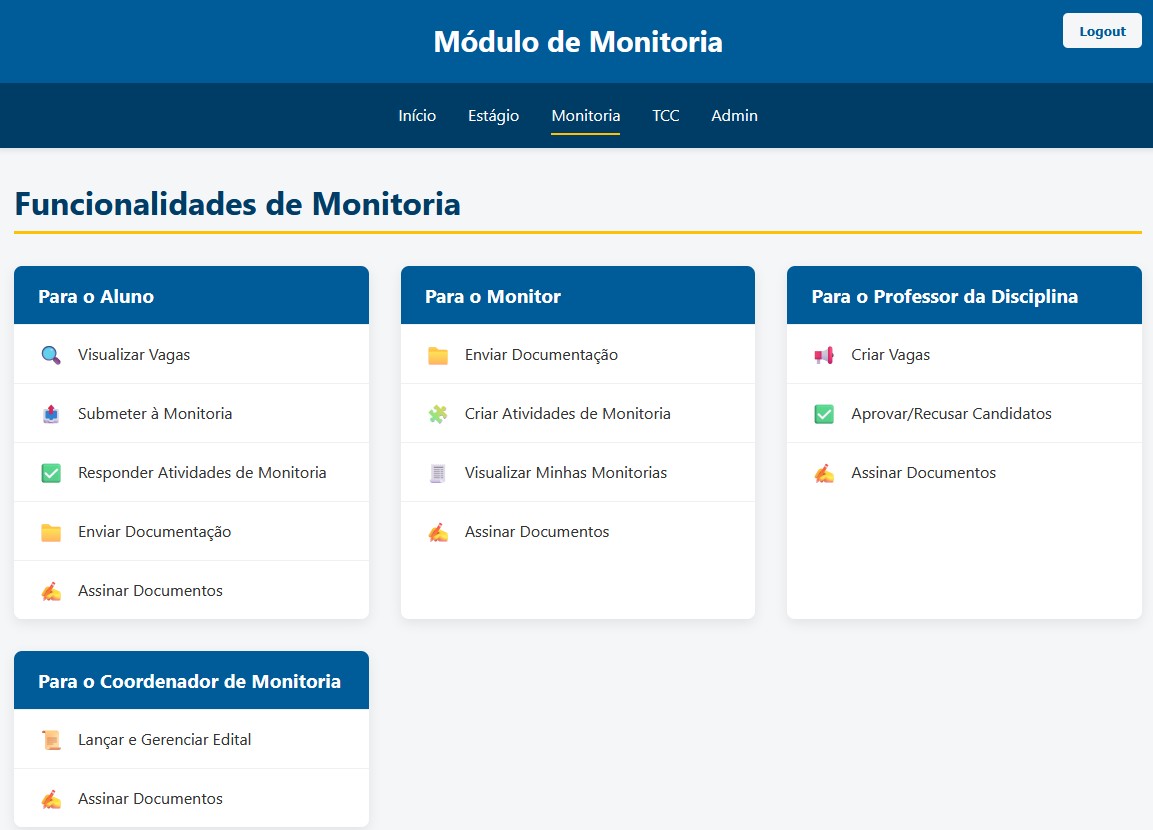 Módulo de Monitoria
Logout
Início
Estágio
Monitoria
TCC
Admin
Funcionalidades de Monitoria
Para o Aluno
Visualizar Vagas
Submeter à Monitoria
Responder Atividades de Monitoria
Enviar Documentação
Assinar Documentos
Para o Monitor
Enviar Documentação
Criar Atividades de Monitoria
Visualizar Minhas Monitorias
Assinar Documentos
Para o Professor da Disciplina
Criar Vagas
Aprovar/Recusar Candidatos
Assinar Documentos
Para o Coordenador de Monitoria
Lançar e Gerenciar Edital
Assinar Documentos